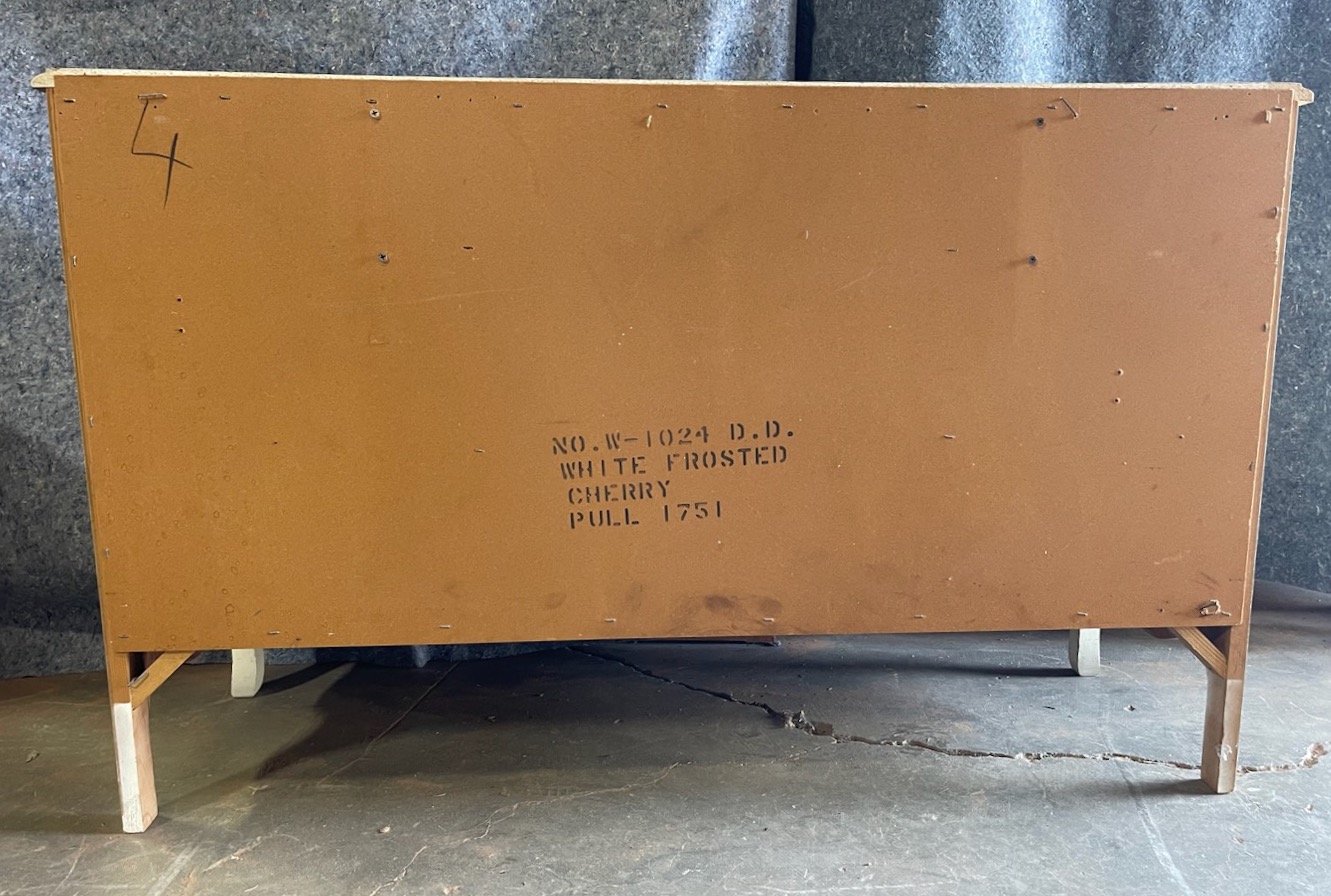 4
NO.W-1024 D.D.
WHITE FROSTED
CHERRY
PULL 1751